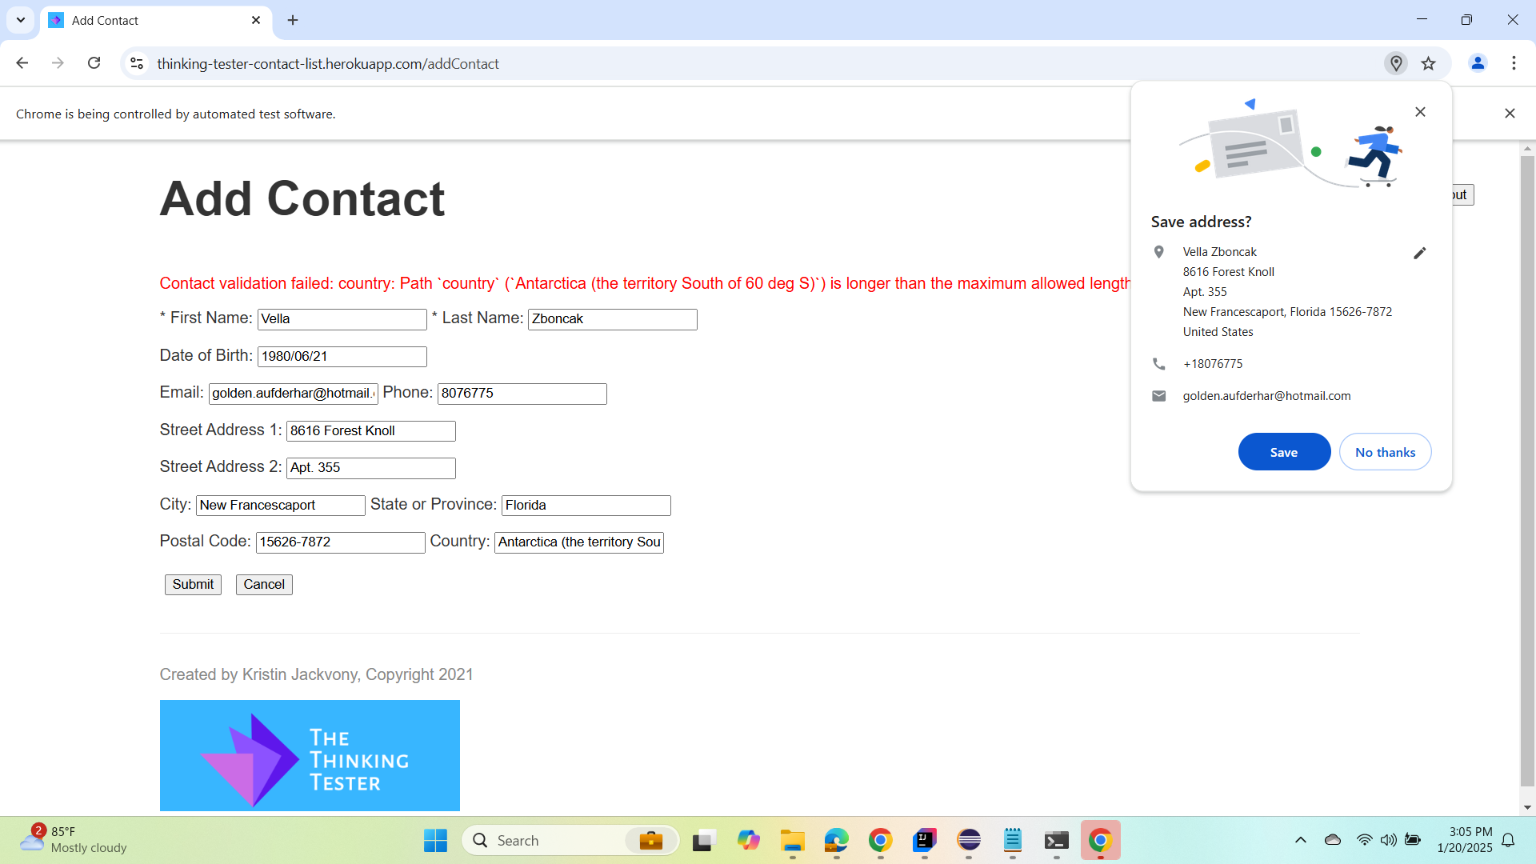 Add Contact
thinking-tester-contact-list.herokuapp.com/addContact
Chrome is being controlled by automated test software.
Add Contact
out
Contact validation failed: country: Path `country` (`Antarctica (the territory South of 60 deg S)`) is longer than the maximum allowed length
* First Name: Vella * Last Name: Zboncak
Date of Birth: 1980/06/21
Email: golden.aufderhar@hotmail. Phone: 8076775
Street Address 1: 8616 Forest Knoll
Street Address 2: Apt. 355
City: New Francescaport State or Province: Florida
Postal Code: 15626-7872 Country: Antarctica (the territory Sou
Submit Cancel
Save address?
Vella Zboncak
8616 Forest Knoll
Apt. 355
New Francescaport, Florida 15626-7872
United States
+18076775
golden.aufderhar@hotmail.com
Save No thanks
Created by Kristin Jackvony, Copyright 2021
THE
THINKING
TESTER
2
85°F
Mostly cloudy
Search
3:05 PM
1/20/2025